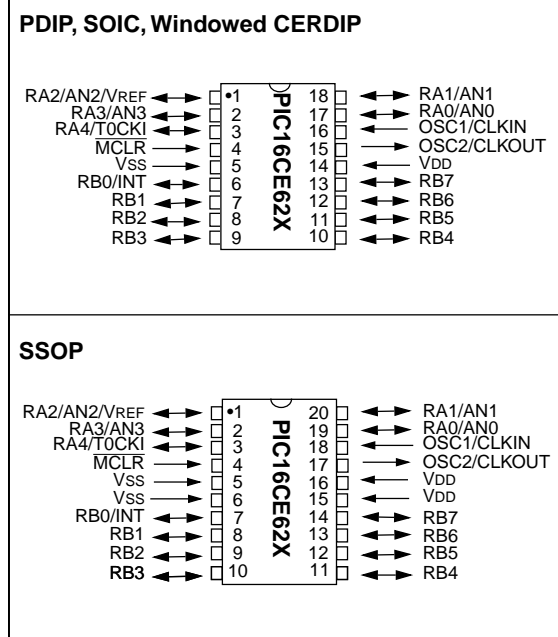 PDIP, SOIC, Windowed CERDIP
RA2/AN2/VREF •1 18 RA1/AN1
RA3/AN3 2 17 RA0/AN0
RA4/T0CKI 3 16 OSC1/CLKIN
MCLR 4 15 OSC2/CLKOUT
VSS 5 14 VDD
RB0/INT 6 13 RB7
RB1 7 12 RB6
RB2 8 11 RB5
RB3 9 10 RB4
PIC16CE62X
SSOP
RA2/AN2/VREF •1 20 RA1/AN1
RA3/AN3 2 19 RA0/AN0
RA4/T0CKI 3 18 OSC1/CLKIN
MCLR 4 17 OSC2/CLKOUT
VSS 5 16 VDD
VSS 6 15 VDD
RB0/INT 7 14 RB7
RB1 8 13 RB6
RB2 9 12 RB5
RB3 10 11 RB4
PIC16CE62X